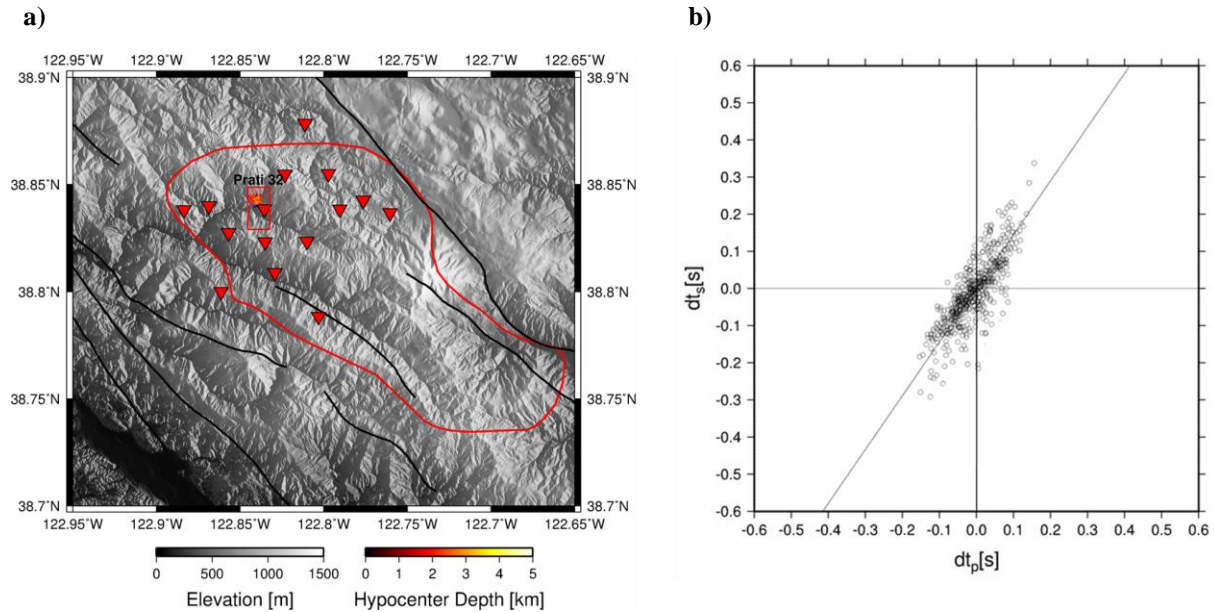 a)
122.95˚W 122.9˚W 122.85˚W 122.8˚W 122.75˚W 122.7˚W 122.65˚W
38.9˚N 38.9˚N
Prati 32
38.85˚N 38.85˚N
38.8˚N 38.8˚N
38.75˚N 38.75˚N
38.7˚N 38.7˚N
122.95˚W 122.9˚W 122.85˚W 122.8˚W 122.75˚W 122.7˚W 122.65˚W
0 500 1000 1500
Elevation [m]
0 1 2 3 4 5
Hypocenter Depth [km]
b)
0.6
0.5
0.4
0.3
0.2
0.1
0.0
-0.1
-0.2
-0.3
-0.4
-0.5
-0.6
dts[s]
-0.6 -0.5 -0.4 -0.3 -0.2 -0.1 0.0 0.1 0.2 0.3 0.4 0.5 0.6
dtp[s]